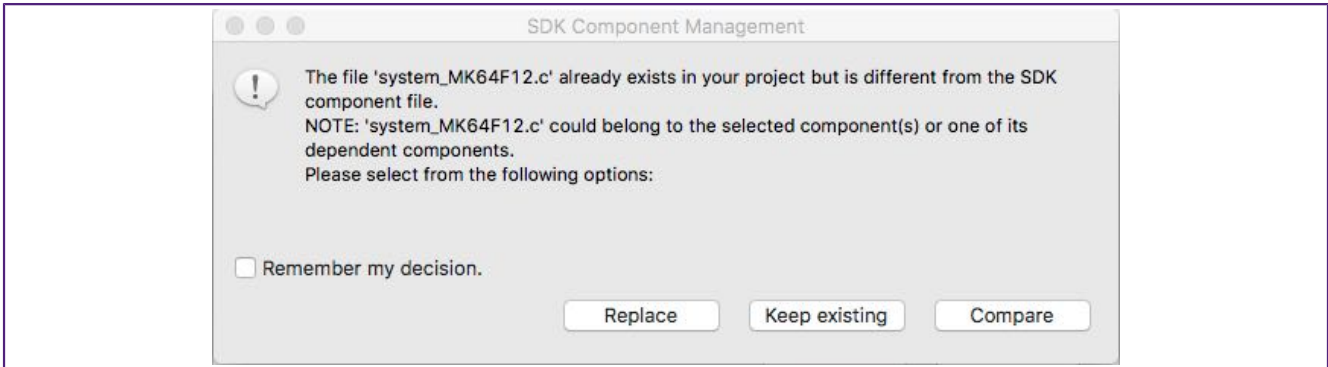 SDK Component Management
The file 'system_MK64F12.c' already exists in your project but is different from the SDK
component file.
NOTE: 'system_MK64F12.c' could belong to the selected component(s) or one of its
dependent components.
Please select from the following options:
Remember my decision.
Replace Keep existing Compare